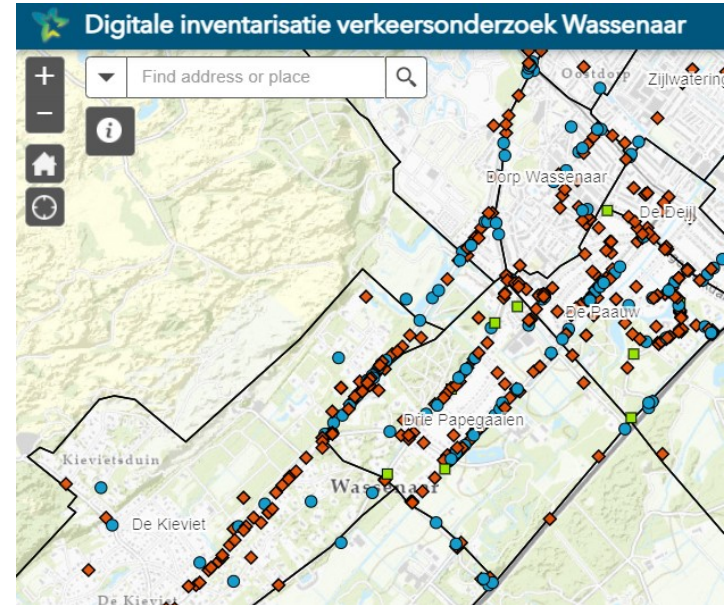 Digitale inventarisatie verkeersonderzoek Wassenaar
+
Find address or place
−
i
Oostdorp
Zijlwatering
Dorp Wassenaar
De Deijl
De Paauw
Drie Papegaaien
Kievietsduin
Wassenaar
De Kieviet
De Kieviet